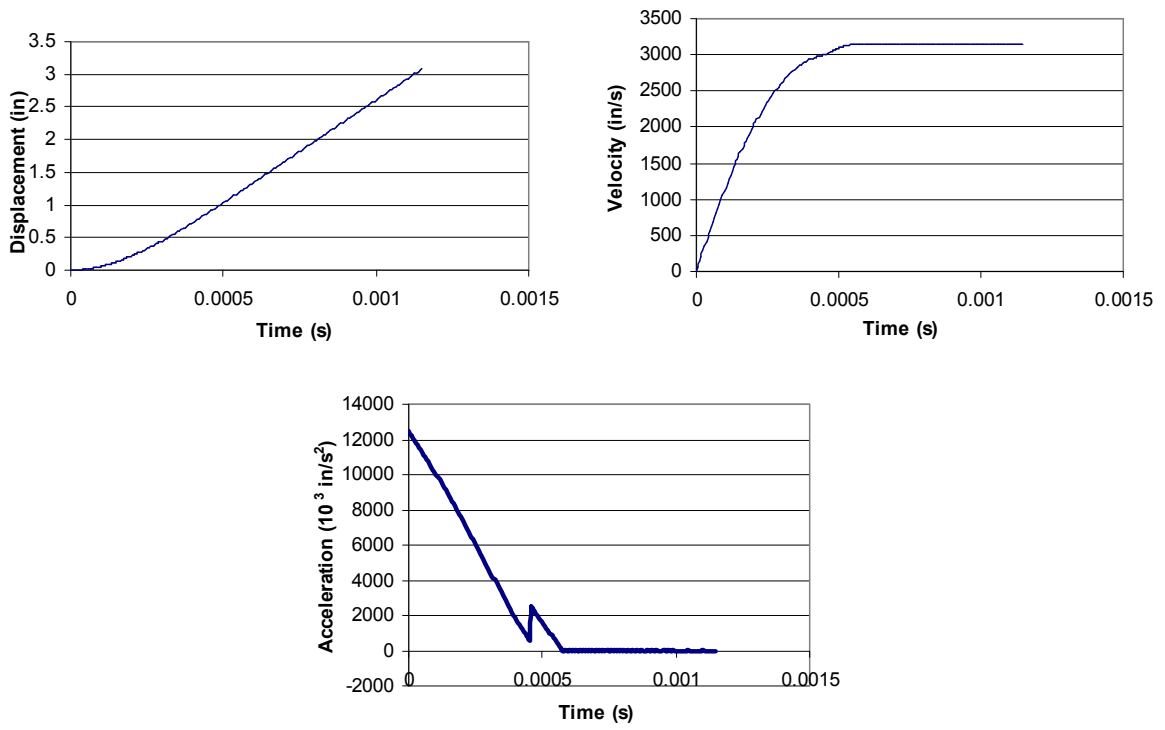 3.5
3
2.5
2
1.5
1
0.5
0
Displacement (in)
0 0.0005 0.001 0.0015
Time (s)
3500
3000
2500
2000
1500
1000
500
0
Velocity (in/s)
0 0.0005 0.001 0.0015
Time (s)
14000
12000
10000
8000
6000
4000
2000
0
-2000
Acceleration (10 3 in/s2)
0 0.0005 0.001 0.0015
Time (s)